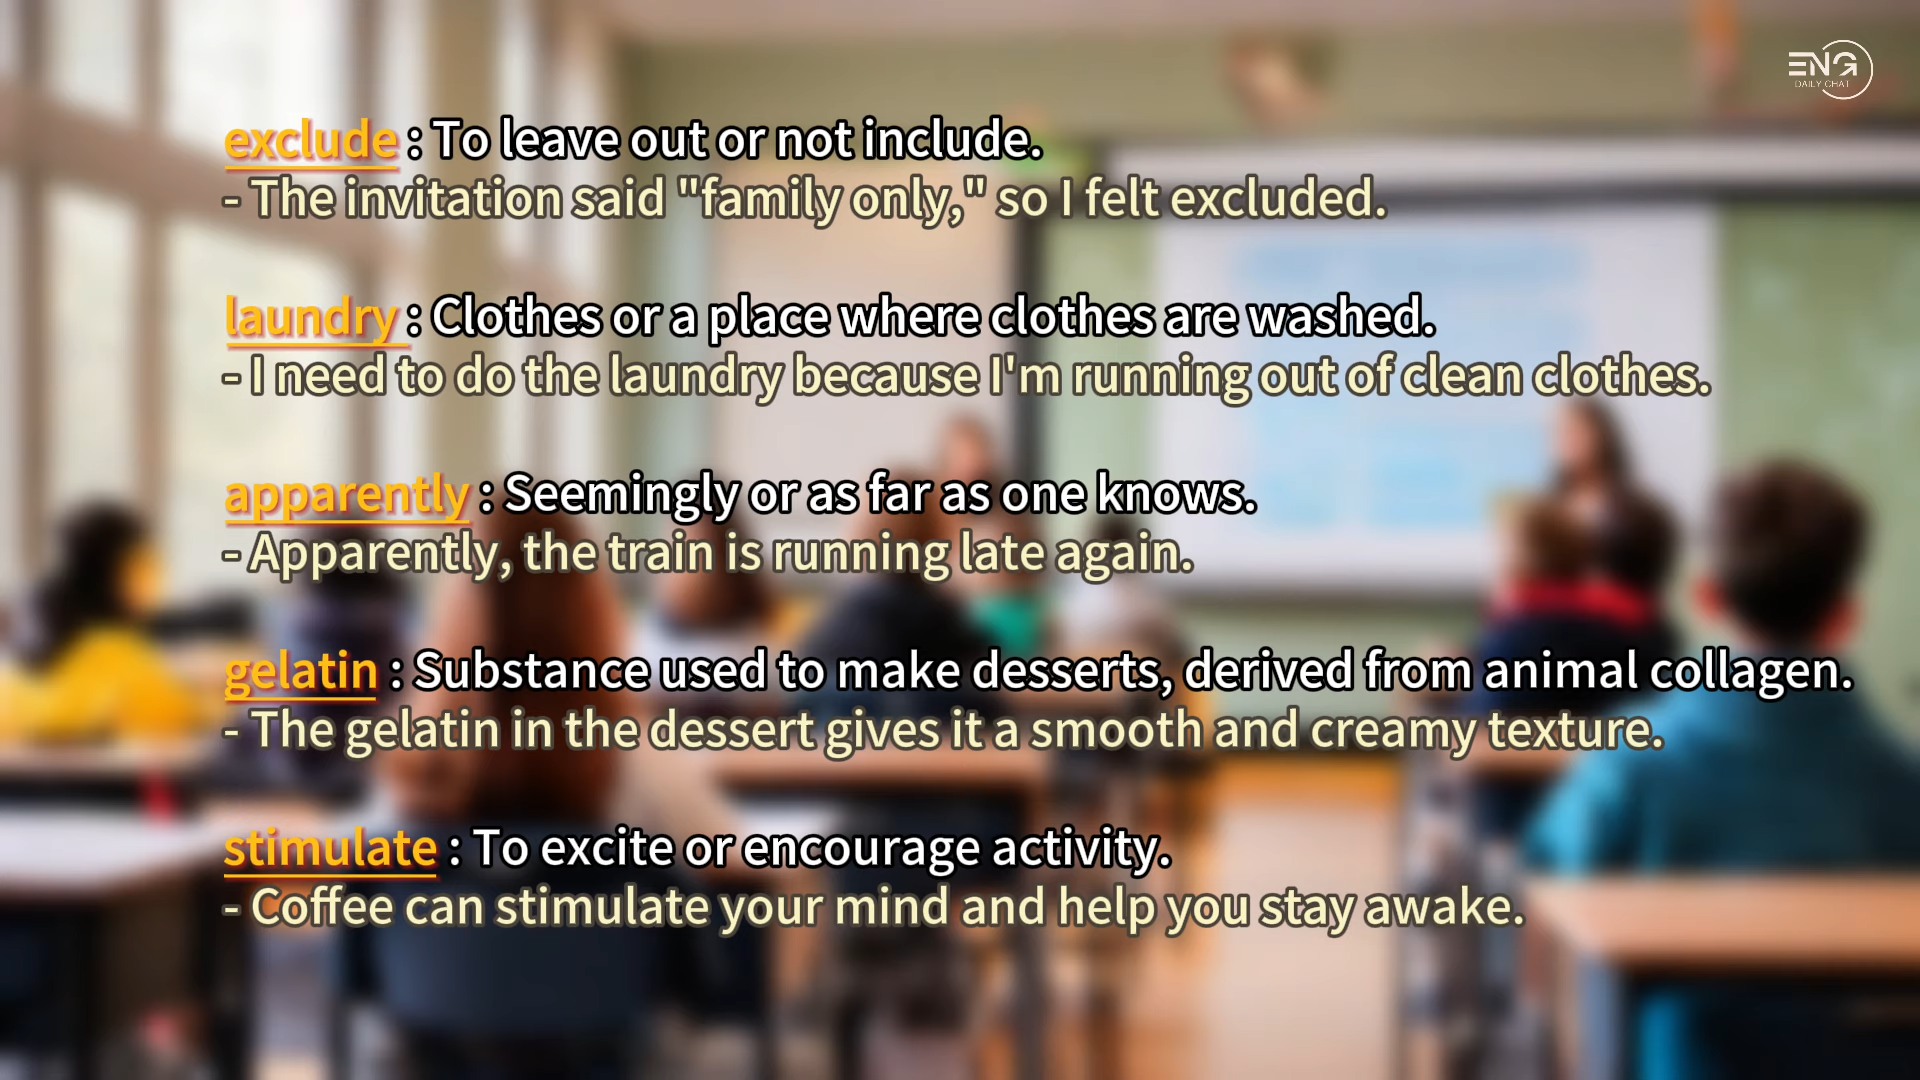 ENG
DAILY CHAT
exclude : To leave out or not include.
- The invitation said "family only," so I felt excluded.
laundry : Clothes or a place where clothes are washed.
- I need to do the laundry because I'm running out of clean clothes.
apparently : Seemingly or as far as one knows.
- Apparently, the train is running late again.
gelatin : Substance used to make desserts, derived from animal collagen.
- The gelatin in the dessert gives it a smooth and creamy texture.
stimulate : To excite or encourage activity.
- Coffee can stimulate your mind and help you stay awake.